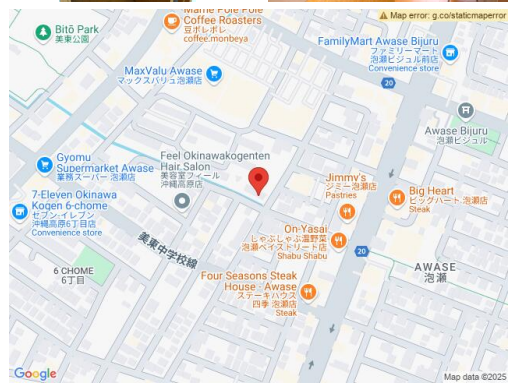 Mame Pole Pole
Coffee Roasters
豆ポレポレ
coffee.monbeya
Map error: g.co/staticmaperror
Bitō Park
美東公園
FamilyMart Awase Bijuru
ファミリーマート
泡瀬ビジュル前店
Convenience store
MaxValu Awase
マックスバリュ泡瀬店
20
Awase Bijuru
泡瀬ビジュル
Gyomu
Supermarket Awase
業務スーパー 泡瀬店
Feel Okinawakogenten
Hair Salon
美容室フィール
沖縄高原店
7-Eleven Okinawa
Kogen 6-chome
セブン-イレブン
沖縄高原6丁目店
Convenience store
Jimmy's
ジミー泡瀬店
Pastries
Big Heart
ビッグハート 泡瀬店
Steak
On-Yasai
しゃぶしゃぶ温野菜
泡瀬ベイストリート店
Shabu Shabu
美東中学校線
20
6 CHOME
6丁目
AWASE
泡瀬
Four Seasons Steak
House · Awase
ステーキハウス
四季 泡瀬店
Steak
Google
Map data ©2025